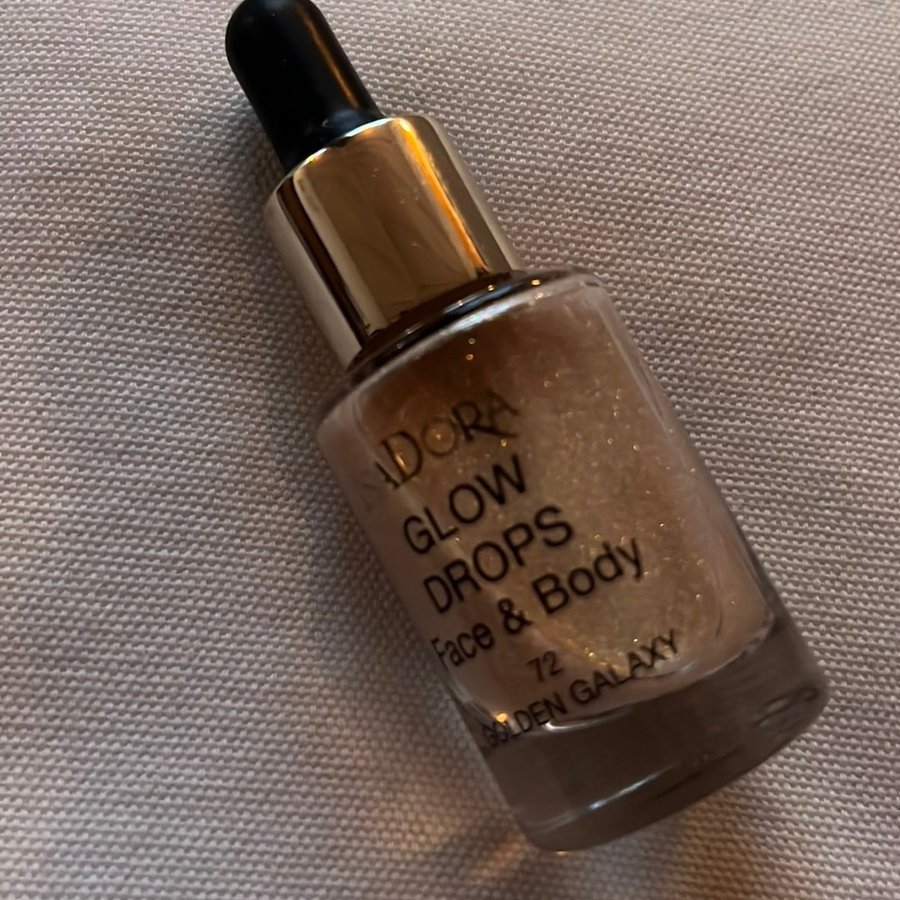 ADORA
GLOW
DROPS
Face & Body
72
GOLDEN GALAXY